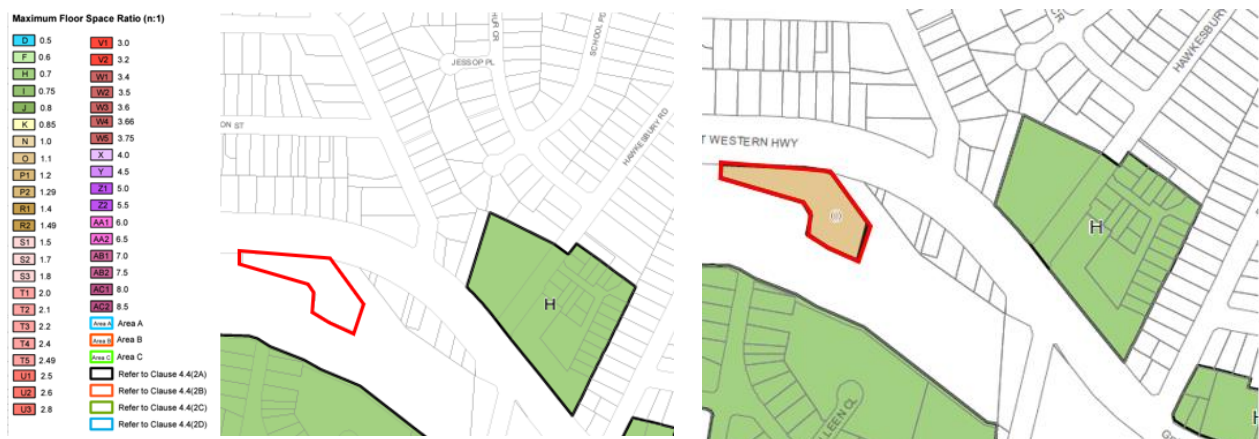 Maximum Floor Space Ratio (n:1)
D 0.5
F 0.6
H 0.7
I 0.75
J 0.8
K 0.85
N 1.0
O 1.1
P1 1.2
P2 1.29
R1 1.4
R2 1.49
S1 1.5
S2 1.7
S3 1.8
T1 2.0
T2 2.1
T3 2.2
T4 2.4
T5 2.49
U1 2.5
U2 2.6
U3 2.8
V1 3.0
V2 3.2
W1 3.4
W2 3.5
W3 3.6
W4 3.66
W5 3.75
X 4.0
Y 4.5
Z1 5.0
Z2 5.5
AA1 6.0
AA2 6.5
AB1 7.0
AB2 7.5
AC1 8.0
AC2 8.5
Area A Area A
Area B Area B
Area C Area C
Refer to Clause 4.4(2A)
Refer to Clause 4.4(2B)
Refer to Clause 4.4(2C)
Refer to Clause 4.4(2D)
HUR CR
SCHOOL PD
JESSOP PL
ON ST
HAWKESBURY RD
H
CR
HAWKESBURY
T WESTERN HWY
H
LEEN CL
H